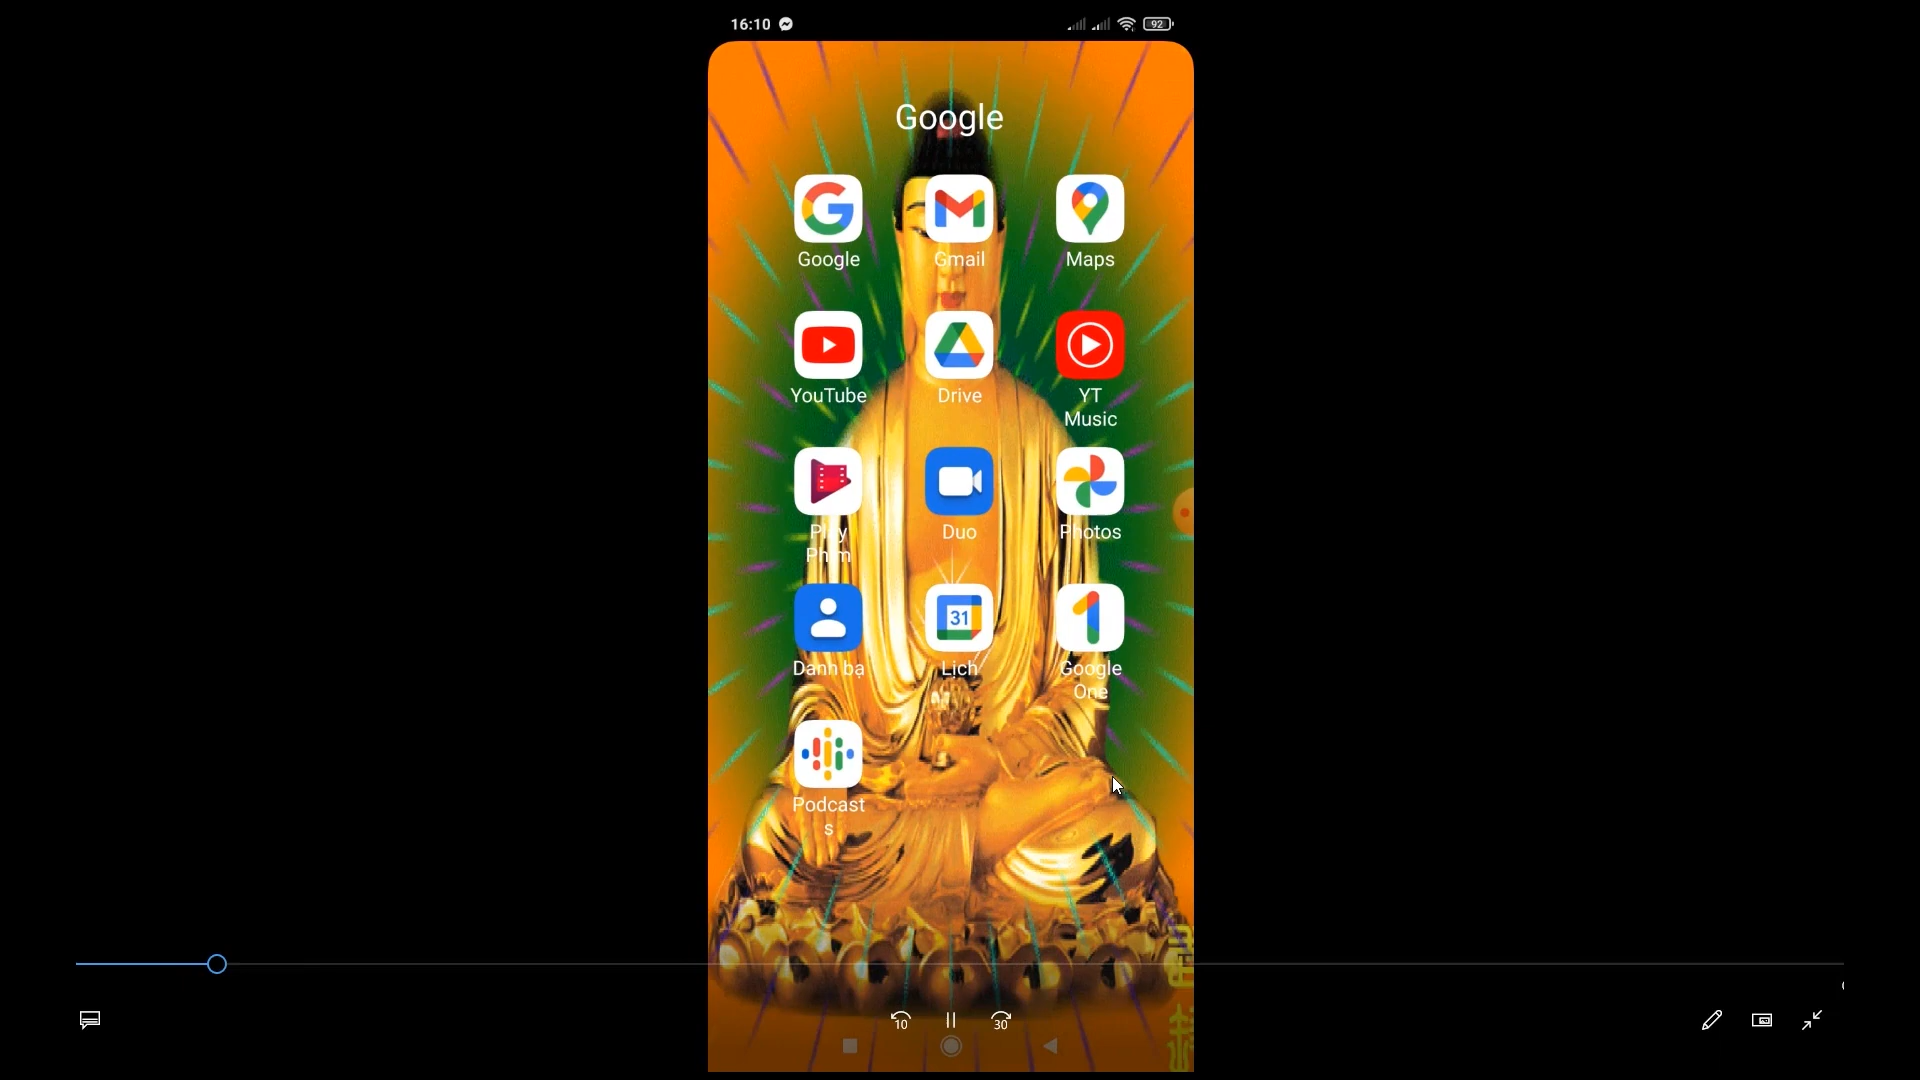 16:10
92
Google
Google
Gmail
Maps
YouTube
Drive
YT
Music
Play
Phim
Duo
Photos
31
Danh bạ
Lịch
Google
One
Podcast
s
10
30